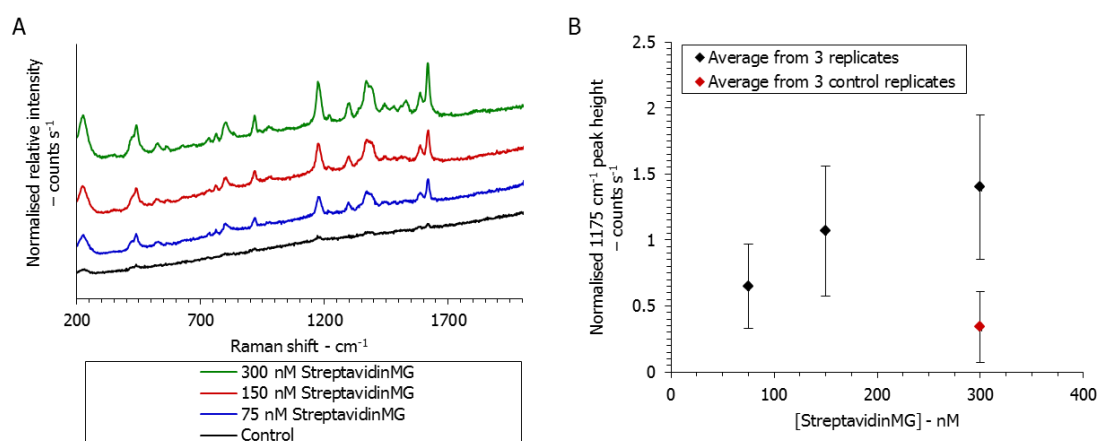 A
Normalised relative intensity
– counts s-1
200
700
1200
1700
Raman shift - cm-1
300 nM StreptavidinMG
150 nM StreptavidinMG
75 nM StreptavidinMG
Control
B
Normalised 1175 cm-1 peak height
– counts s-1
2.5
2
1.5
1
0.5
0
Average from 3 replicates
Average from 3 control replicates
0
100
200
300
400
[StreptavidinMG] - nM